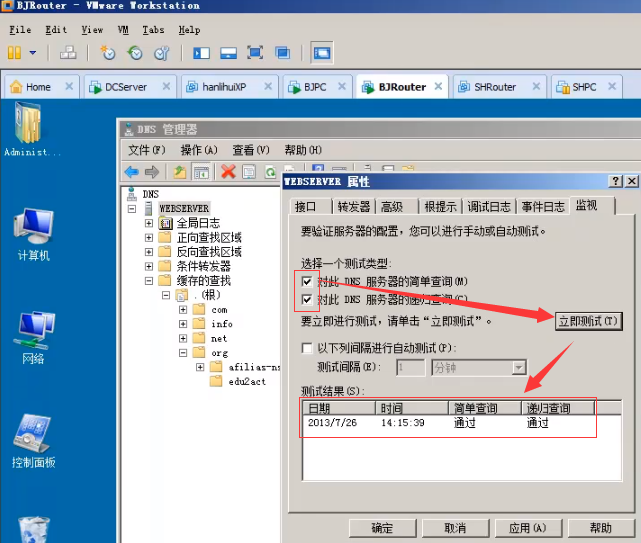 BJRouter - VMware Workstation
File Edit View VM Tabs Help
Home DCServer hanlihuiXP BJPC BJRouter SHRouter SHPC
Administ...
计算机
网络
控制面板
DNS 管理器
文件(F) 操作(A) 查看(V) 帮助(H)
DNS
WEBSERVER
全局日志
正向查找区域
反向查找区域
条件转发器
缓存的查找
.(根)
com
info
net
org
afilias-ns
edu2act
WEBSERVER 属性
接口 转发器 高级 根提示 调试日志 事件日志 监视
要验证服务器的配置，您可以进行手动或自动测试。
选择一个测试类型:
对此 DNS 服务器的简单查询(M)
对此 DNS 服务器的递归查询(C)
要立即进行测试，请单击“立即测试”。 立即测试(T)
以下列间隔进行自动测试(P):
测试间隔(E): 1 分钟
测试结果(S):
日期 时间 简单查询 递归查询
2013/7/26 14:15:39 通过 通过
确定 取消 应用(A) 帮助